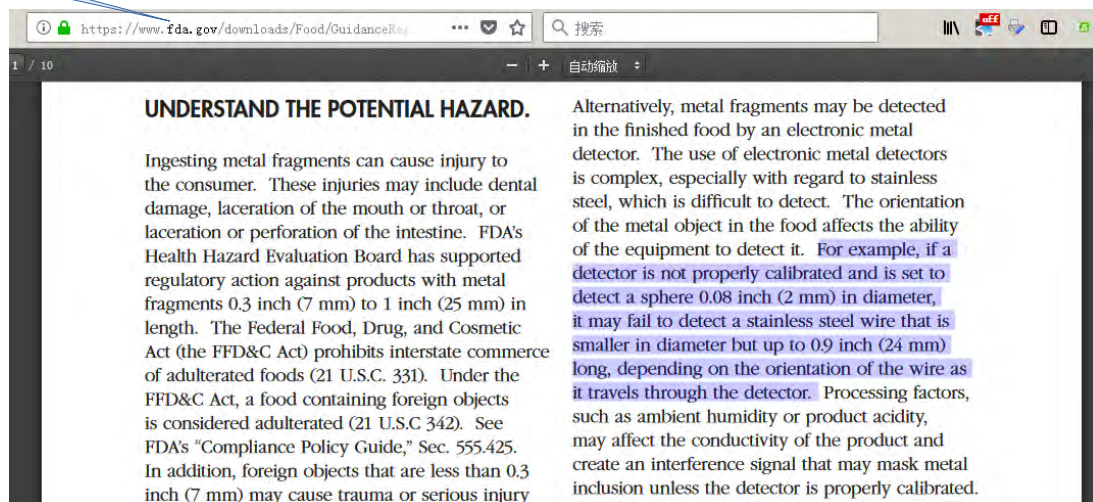 https://www.fda.gov/downloads/Food/GuidanceReg
搜索
off
1 / 10
自动缩放
UNDERSTAND THE POTENTIAL HAZARD.
Ingesting metal fragments can cause injury to
the consumer. These injuries may include dental
damage, laceration of the mouth or throat, or
laceration or perforation of the intestine. FDA's
Health Hazard Evaluation Board has supported
regulatory action against products with metal
fragments 0.3 inch (7 mm) to 1 inch (25 mm) in
length. The Federal Food, Drug, and Cosmetic
Act (the FFD&C Act) prohibits interstate commerce
of adulterated foods (21 U.S.C. 331). Under the
FFD&C Act, a food containing foreign objects
is considered adulterated (21 U.S.C 342). See
FDA's "Compliance Policy Guide," Sec. 555.425.
In addition, foreign objects that are less than 0.3
inch (7 mm) may cause trauma or serious injury
Alternatively, metal fragments may be detected
in the finished food by an electronic metal
detector. The use of electronic metal detectors
is complex, especially with regard to stainless
steel, which is difficult to detect. The orientation
of the metal object in the food affects the ability
of the equipment to detect it. For example, if a
detector is not properly calibrated and is set to
detect a sphere 0.08 inch (2 mm) in diameter,
it may fail to detect a stainless steel wire that is
smaller in diameter but up to 0.9 inch (24 mm)
long, depending on the orientation of the wire as
it travels through the detector. Processing factors,
such as ambient humidity or product acidity,
may affect the conductivity of the product and
create an interference signal that may mask metal
inclusion unless the detector is properly calibrated.